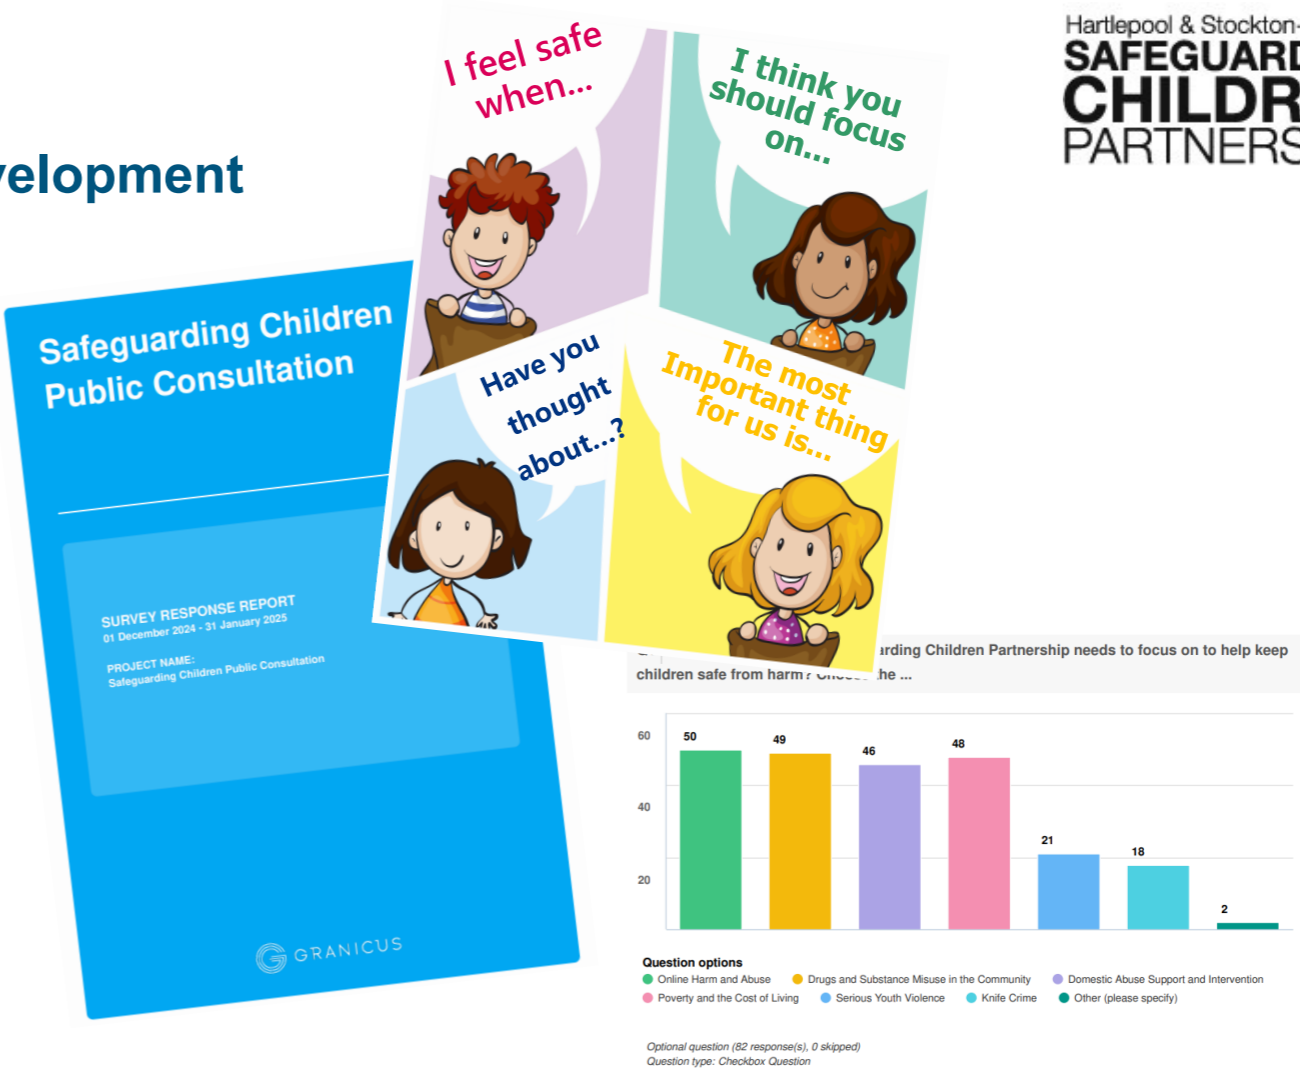 Hartlepool & Stockton-
SAFEGUARD
CHILDR
PARTNERS
velopment
I feel safe
when...
I think you
should focus
on...
Have you
thought
about...?
The most
Important thing
for us is...
Safeguarding Children
Public Consultation
SURVEY RESPONSE REPORT
01 December 2024 - 31 January 2025
PROJECT NAME:
Safeguarding Children Public Consultation
GRANICUS
arding Children Partnership needs to focus on to help keep
children safe from harm? Choose the ...
60
40
20
50
49
46
48
21
18
2
Question options
Online Harm and Abuse
Drugs and Substance Misuse in the Community
Domestic Abuse Support and Intervention
Poverty and the Cost of Living
Serious Youth Violence
Knife Crime
Other (please specify)
Optional question (82 response(s), 0 skipped)
Question type: Checkbox Question